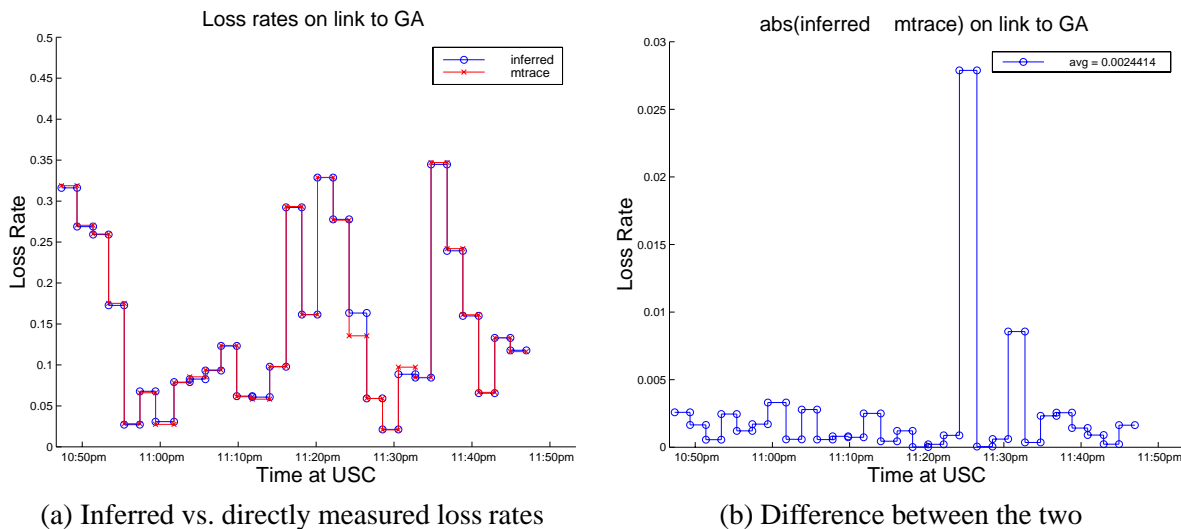 Loss rates on link to GA
0.5
0.45
0.4
0.35
0.3
0.25
0.2
0.15
0.1
0.05
0
Loss Rate
inferred
mtrace
10:50pm 11:00pm 11:10pm 11:20pm 11:30pm 11:40pm 11:50pm
Time at USC
(a) Inferred vs. directly measured loss rates
abs(inferred mtrace) on link to GA
0.03
0.025
0.02
0.015
0.01
0.005
0
Loss Rate
avg = 0.0024414
10:50pm 11:00pm 11:10pm 11:20pm 11:30pm 11:40pm 11:50pm
Time at USC
(b) Difference between the two